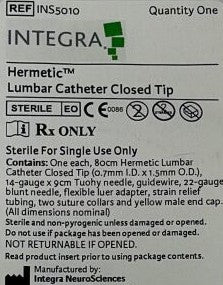 REF INS5010 Quantity One
INTEGRA
Hermetic™
Lumbar Catheter Closed Tip
STERILE EO CE 0086
Rx ONLY
Sterile For Single Use Only
Contains: One each, 80cm Hermetic Lumbar
Catheter Closed Tip (0.7mm I.D. x 1.5mm O.D.),
14-gauge x 9cm Tuohy needle, guidewire, 22-gauge
blunt needle, flexible luer adapter, strain relief
tubing, two suture collars and yellow male end cap.
(All dimensions nominal)
Sterile and non-pyrogenic unless damaged or opened.
Do not use if package has been opened or damaged.
NOT RETURNABLE IF OPENED.
Read product insert prior to using package contents.
Manufactured by:
Integra NeuroSciences